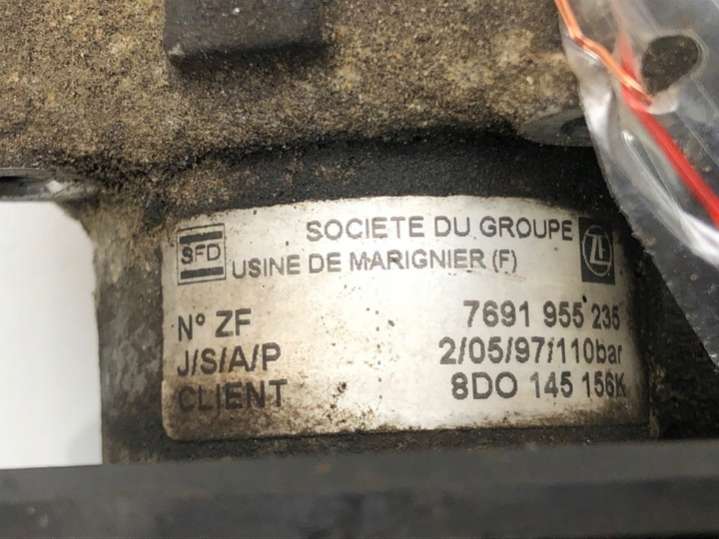 SFD SOCIETE DU GROUPE ZF
USINE DE MARIGNIER (F)
N° ZF 7691 955 235
J/S/A/P 2/05/97/110bar
CLIENT 8DO 145 156K